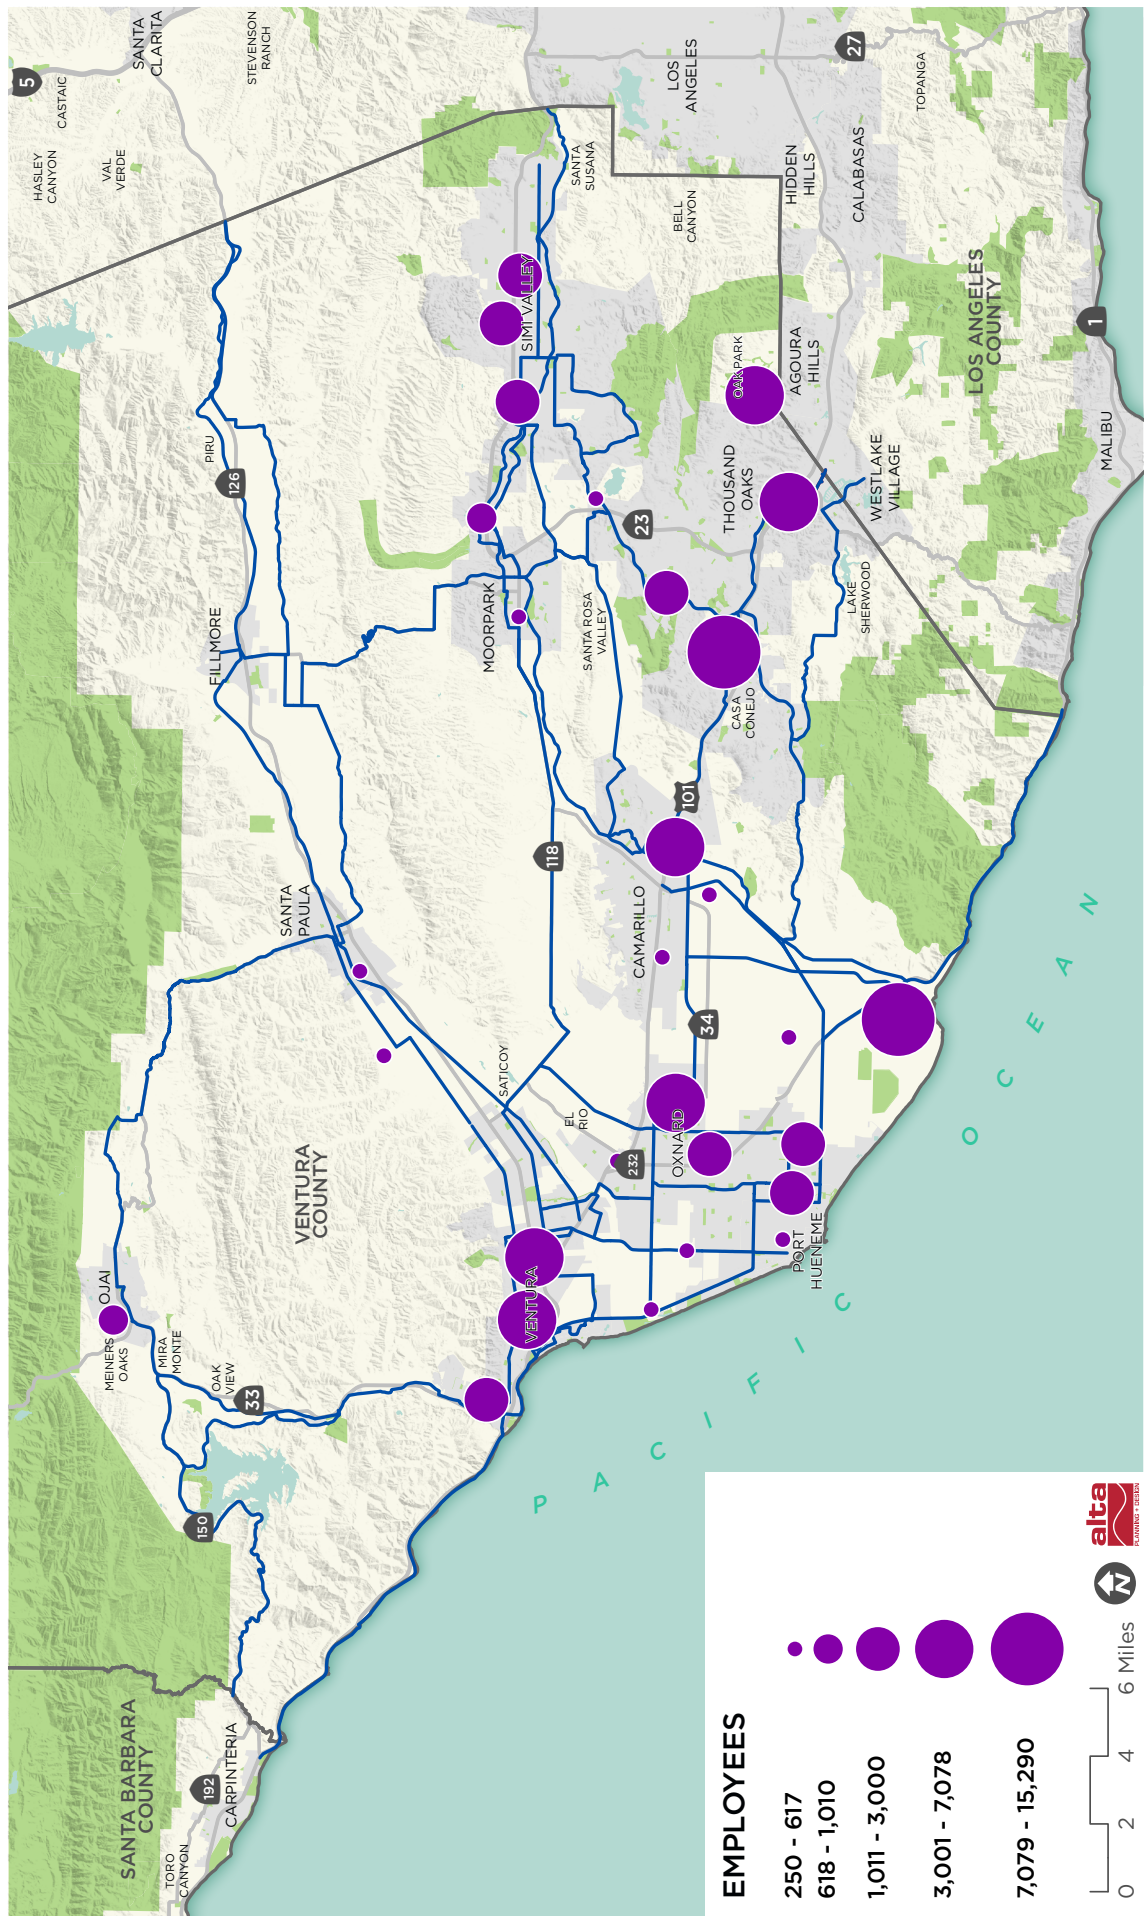 SANTA BARBARA
COUNTY
TORO
CANYON
192
CARPINTERIA
150
MEINERS
OAKS
OJAI
MIRA
MONTE
OAK
VIEW
33
VENTURA
COUNTY
VENTURA
SATICOY
EL
RIO
232
OXNARD
PORT
HUENEME
34
CAMARILLO
101
118
SANTA
PAULA
FILLMORE
126
PIRU
MOORPARK
SANTA ROSA
VALLEY
23
CASA
CONEJO
THOUSAND
OAKS
LAKE
SHERWOOD
WESTLAKE
VILLAGE
OAK PARK
AGOURA
HILLS
SIMI VALLEY
SANTA
SUSANA
BELL
CANYON
HIDDEN
HILLS
CALABASAS
LOS ANGELES
COUNTY
MALIBU
1
TOPANGA
27
LOS
ANGELES
STEVENSON
RANCH
SANTA
CLARITA
5
CASTAIC
HASLEY
CANYON
VAL
VERDE
PACIFIC OCEAN
EMPLOYEES
250 - 617
618 - 1,010
1,011 - 3,000
3,001 - 7,078
7,079 - 15,290
0 2 4 6 Miles
N
alta
PLANNING + DESIGN